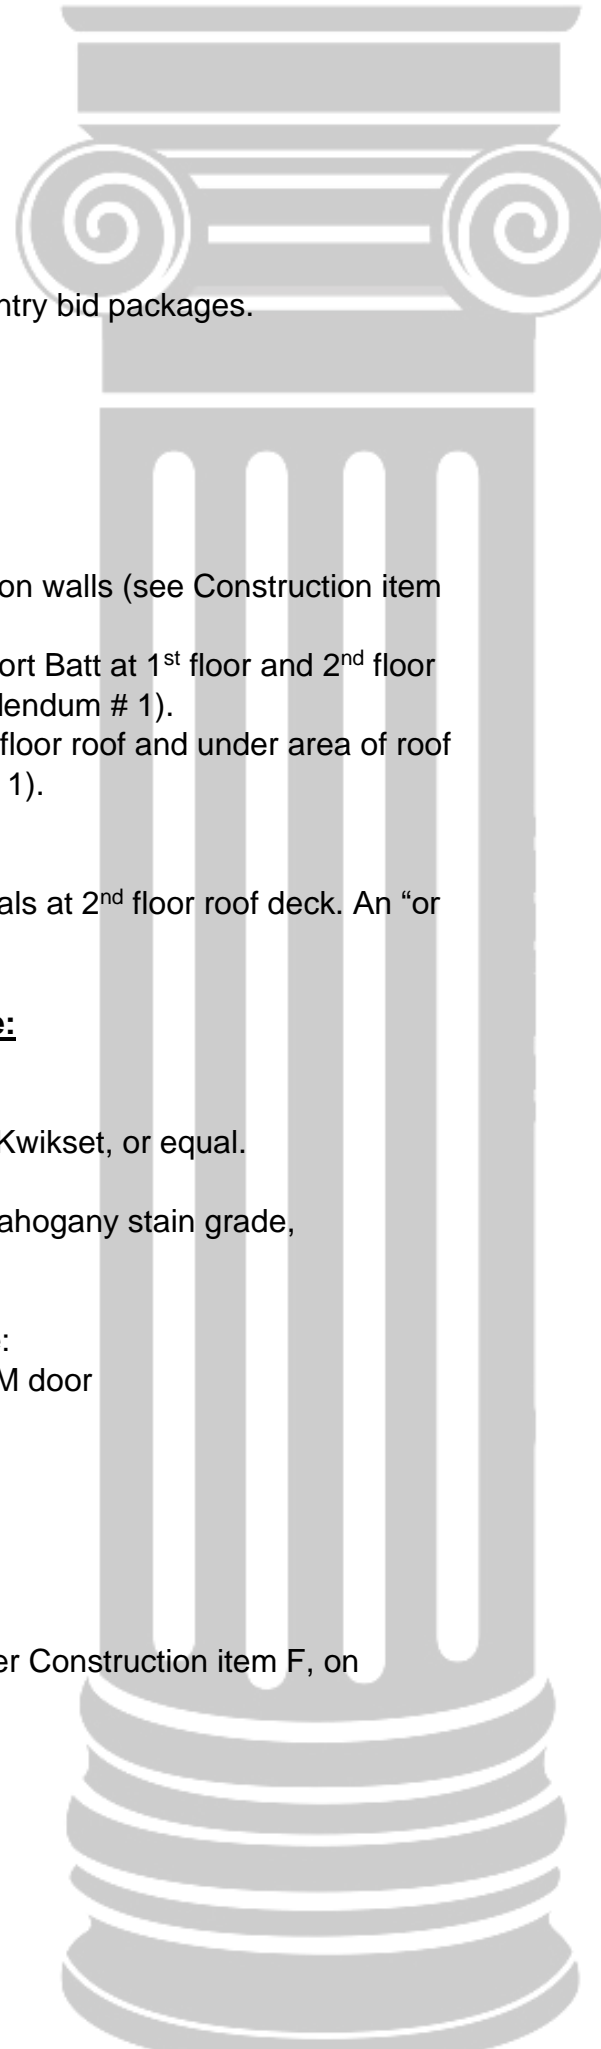 ntry bid packages.
on walls (see Construction item
ort Batt at 1st floor and 2nd floor
dendum # 1).
floor roof and under area of roof
1).
als at 2nd floor roof deck. An “or
e:
Kwikset, or equal.
ahogany stain grade,
:
M door
er Construction item F, on